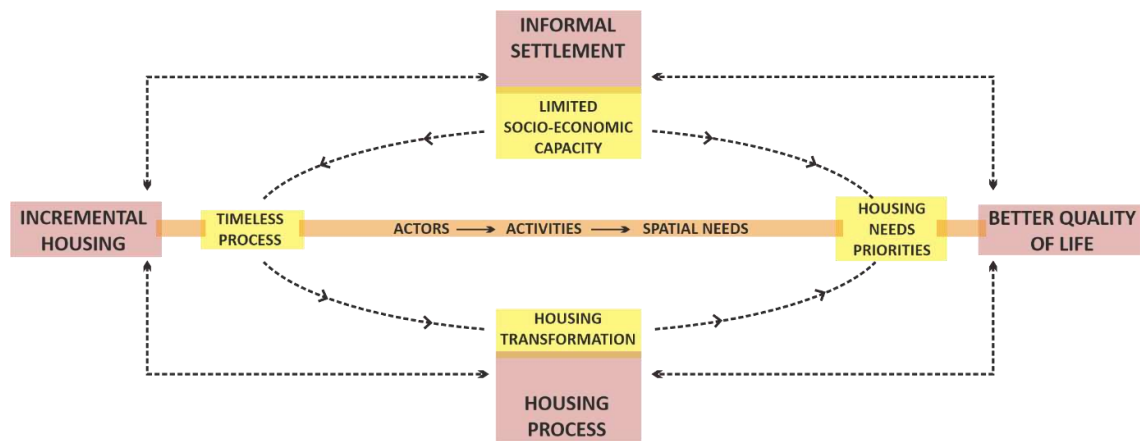 INFORMAL
SETTLEMENT
LIMITED
SOCIO-ECONOMIC
CAPACITY
INCREMENTAL
HOUSING
TIMELESS
PROCESS
ACTORS
ACTIVITIES
SPATIAL NEEDS
HOUSING
NEEDS
PRIORITIES
BETTER QUALITY
OF LIFE
HOUSING
TRANSFORMATION
HOUSING
PROCESS